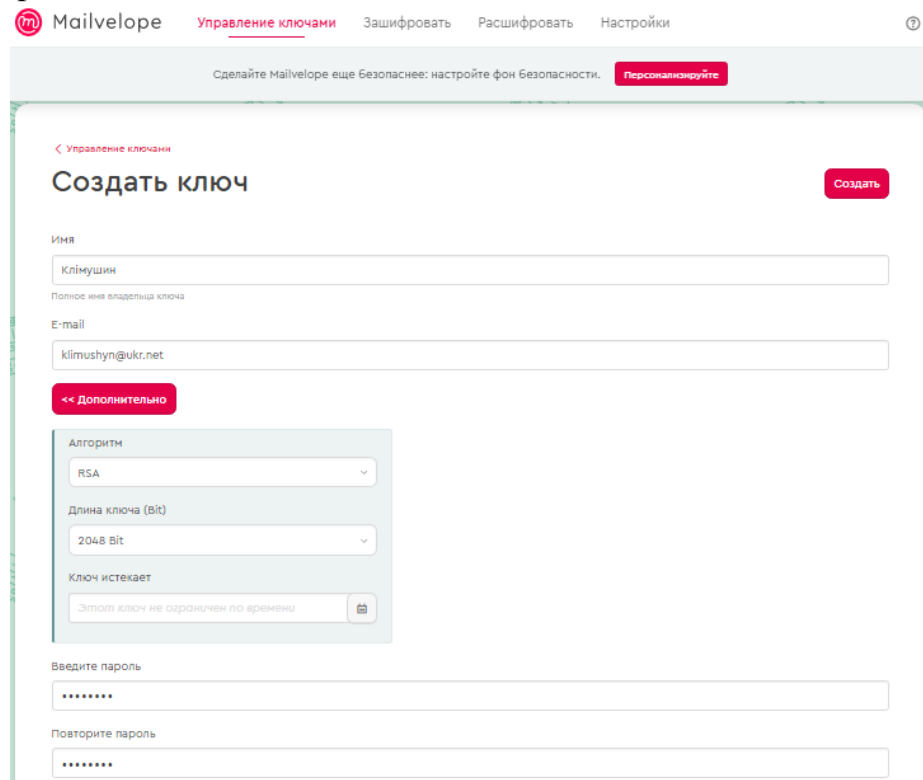 Mailvelope Управление ключами Зашифровать Расшифровать Настройки
Сделайте Mailvelope еще безопаснее: настройте фон безопасности. Персонализируйте
Управление ключами
Создать ключ Создать
Имя
Клімушин
Полное имя владельца ключа
E-mail
klimushyn@ukr.net
<< Дополнительно
Алгоритм
RSA
Длина ключа (Bit)
2048 Bit
Ключ истекает
Этот ключ не ограничен по времени
Введите пароль
••••••••
Повторите пароль
••••••••